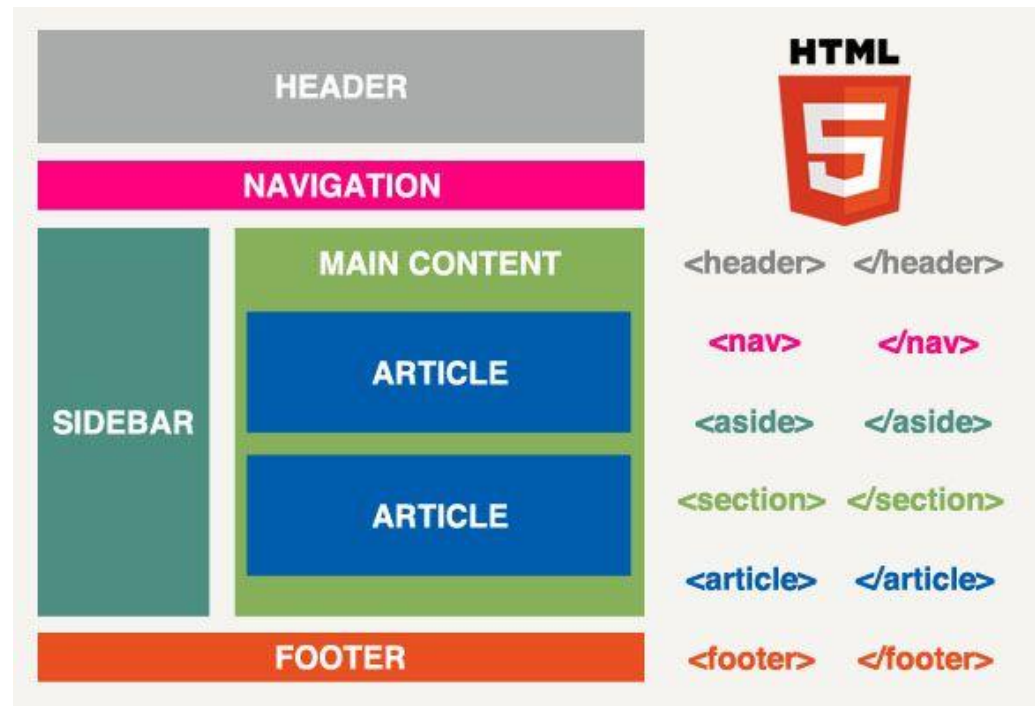 HEADER
NAVIGATION
SIDEBAR
MAIN CONTENT
ARTICLE
ARTICLE
FOOTER
HTML
5
<header> </header>
<nav> </nav>
<aside> </aside>
<section> </section>
<article> </article>
<footer> </footer>